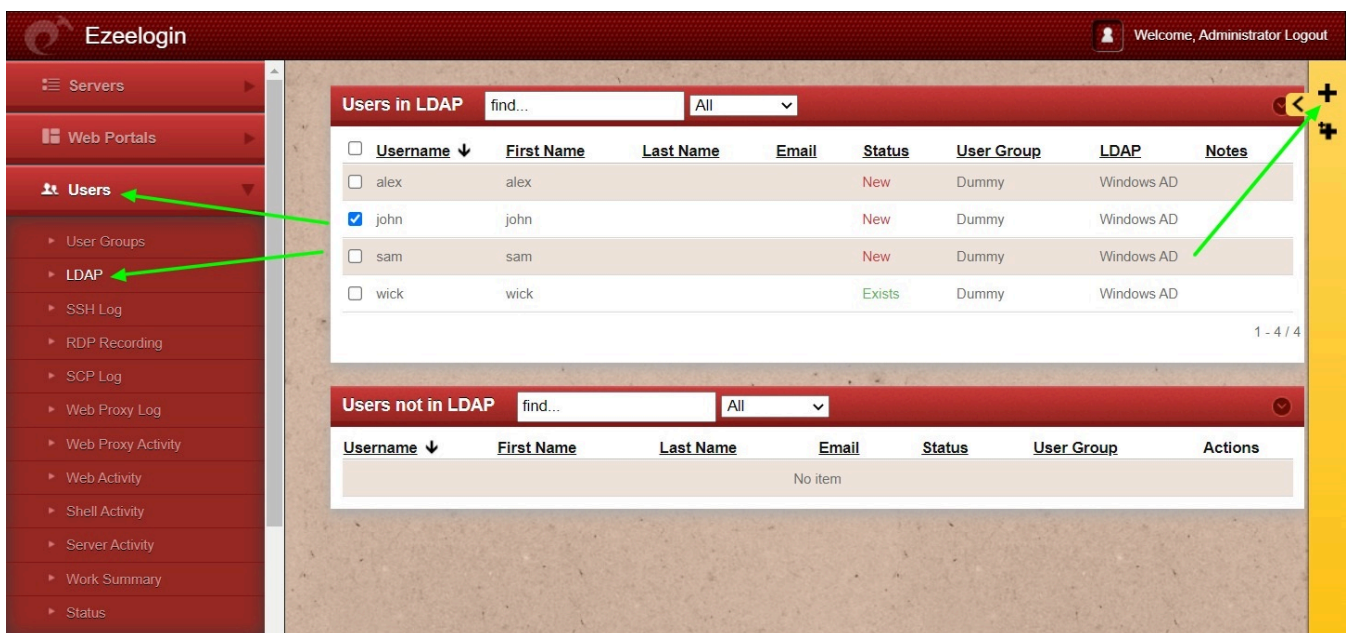 Ezeelogin
Welcome, Administrator Logout
Servers
Web Portals
Users
User Groups
LDAP
SSH Log
RDP Recording
SCP Log
Web Proxy Log
Web Proxy Activity
Web Activity
Shell Activity
Server Activity
Work Summary
Status
Users in LDAP find... All
Username First Name Last Name Email Status User Group LDAP Notes
alex alex New Dummy Windows AD
john john New Dummy Windows AD
sam sam New Dummy Windows AD
wick wick Exists Dummy Windows AD
1 - 4 / 4
Users not in LDAP find... All
Username First Name Last Name Email Status User Group Actions
No item